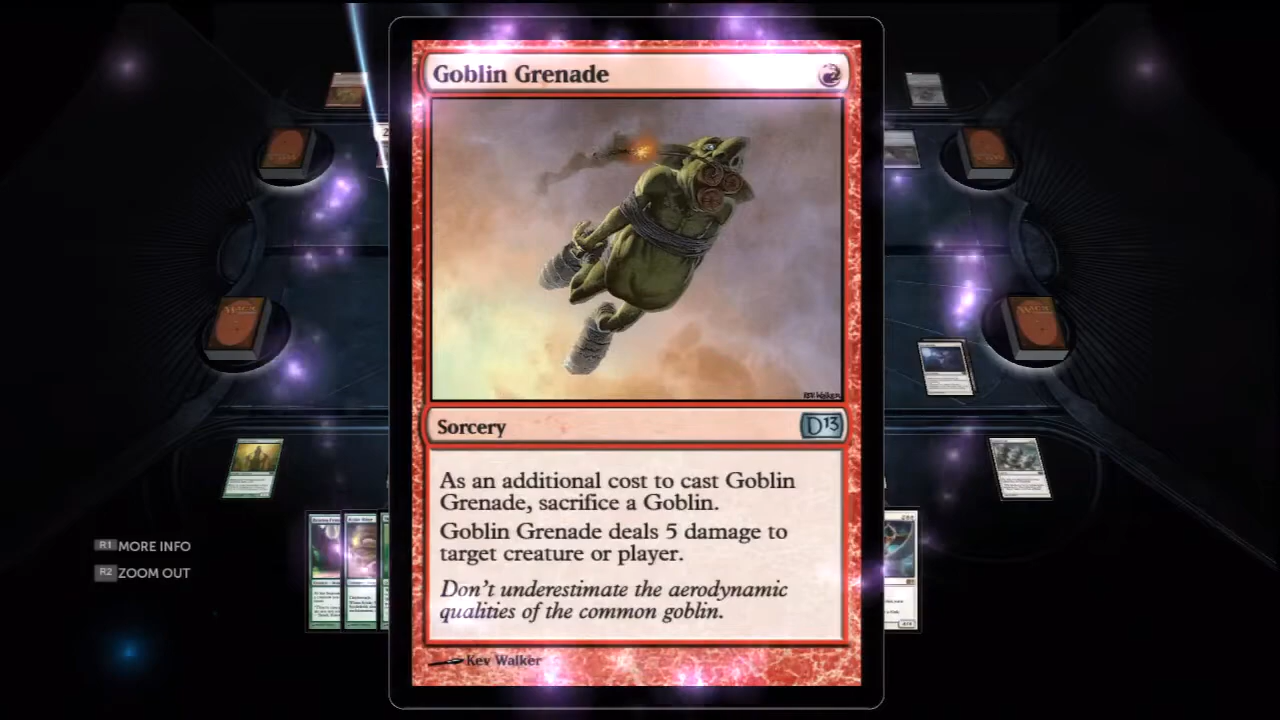 Goblin Grenade
KEV WALKER
Sorcery
D13
As an additional cost to cast Goblin
Grenade, sacrifice a Goblin.
Goblin Grenade deals 5 damage to
target creature or player.
Don't underestimate the aerodynamic
qualities of the common goblin.
Kev Walker
R1 MORE INFO
R2 ZOOM OUT